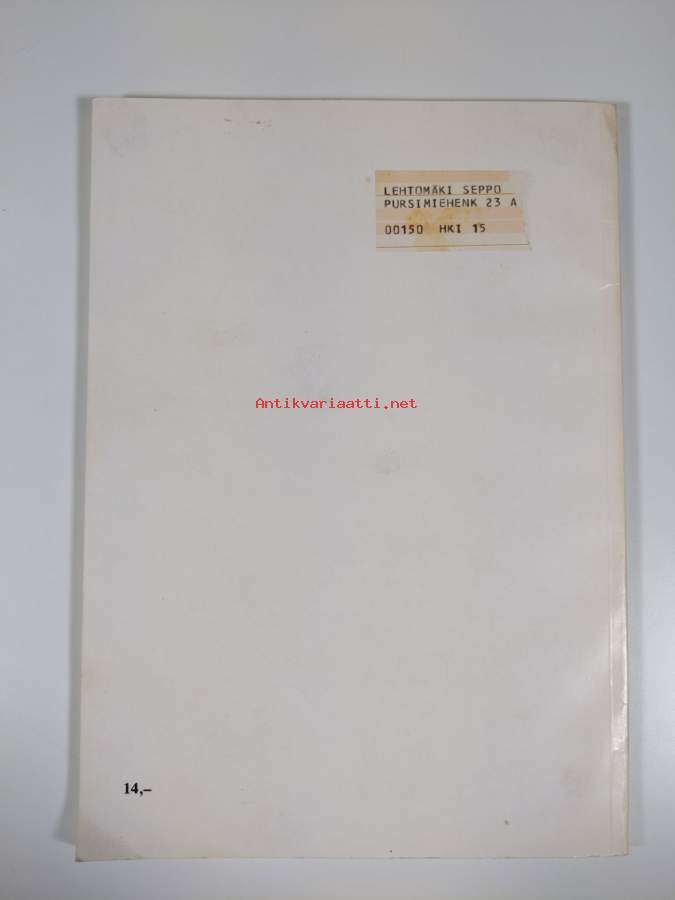 LEHTOMÄKI SEPPO
PURSIMIEHENK 23 A
00150 HKI 15
Antikvariaatti.net
14,–